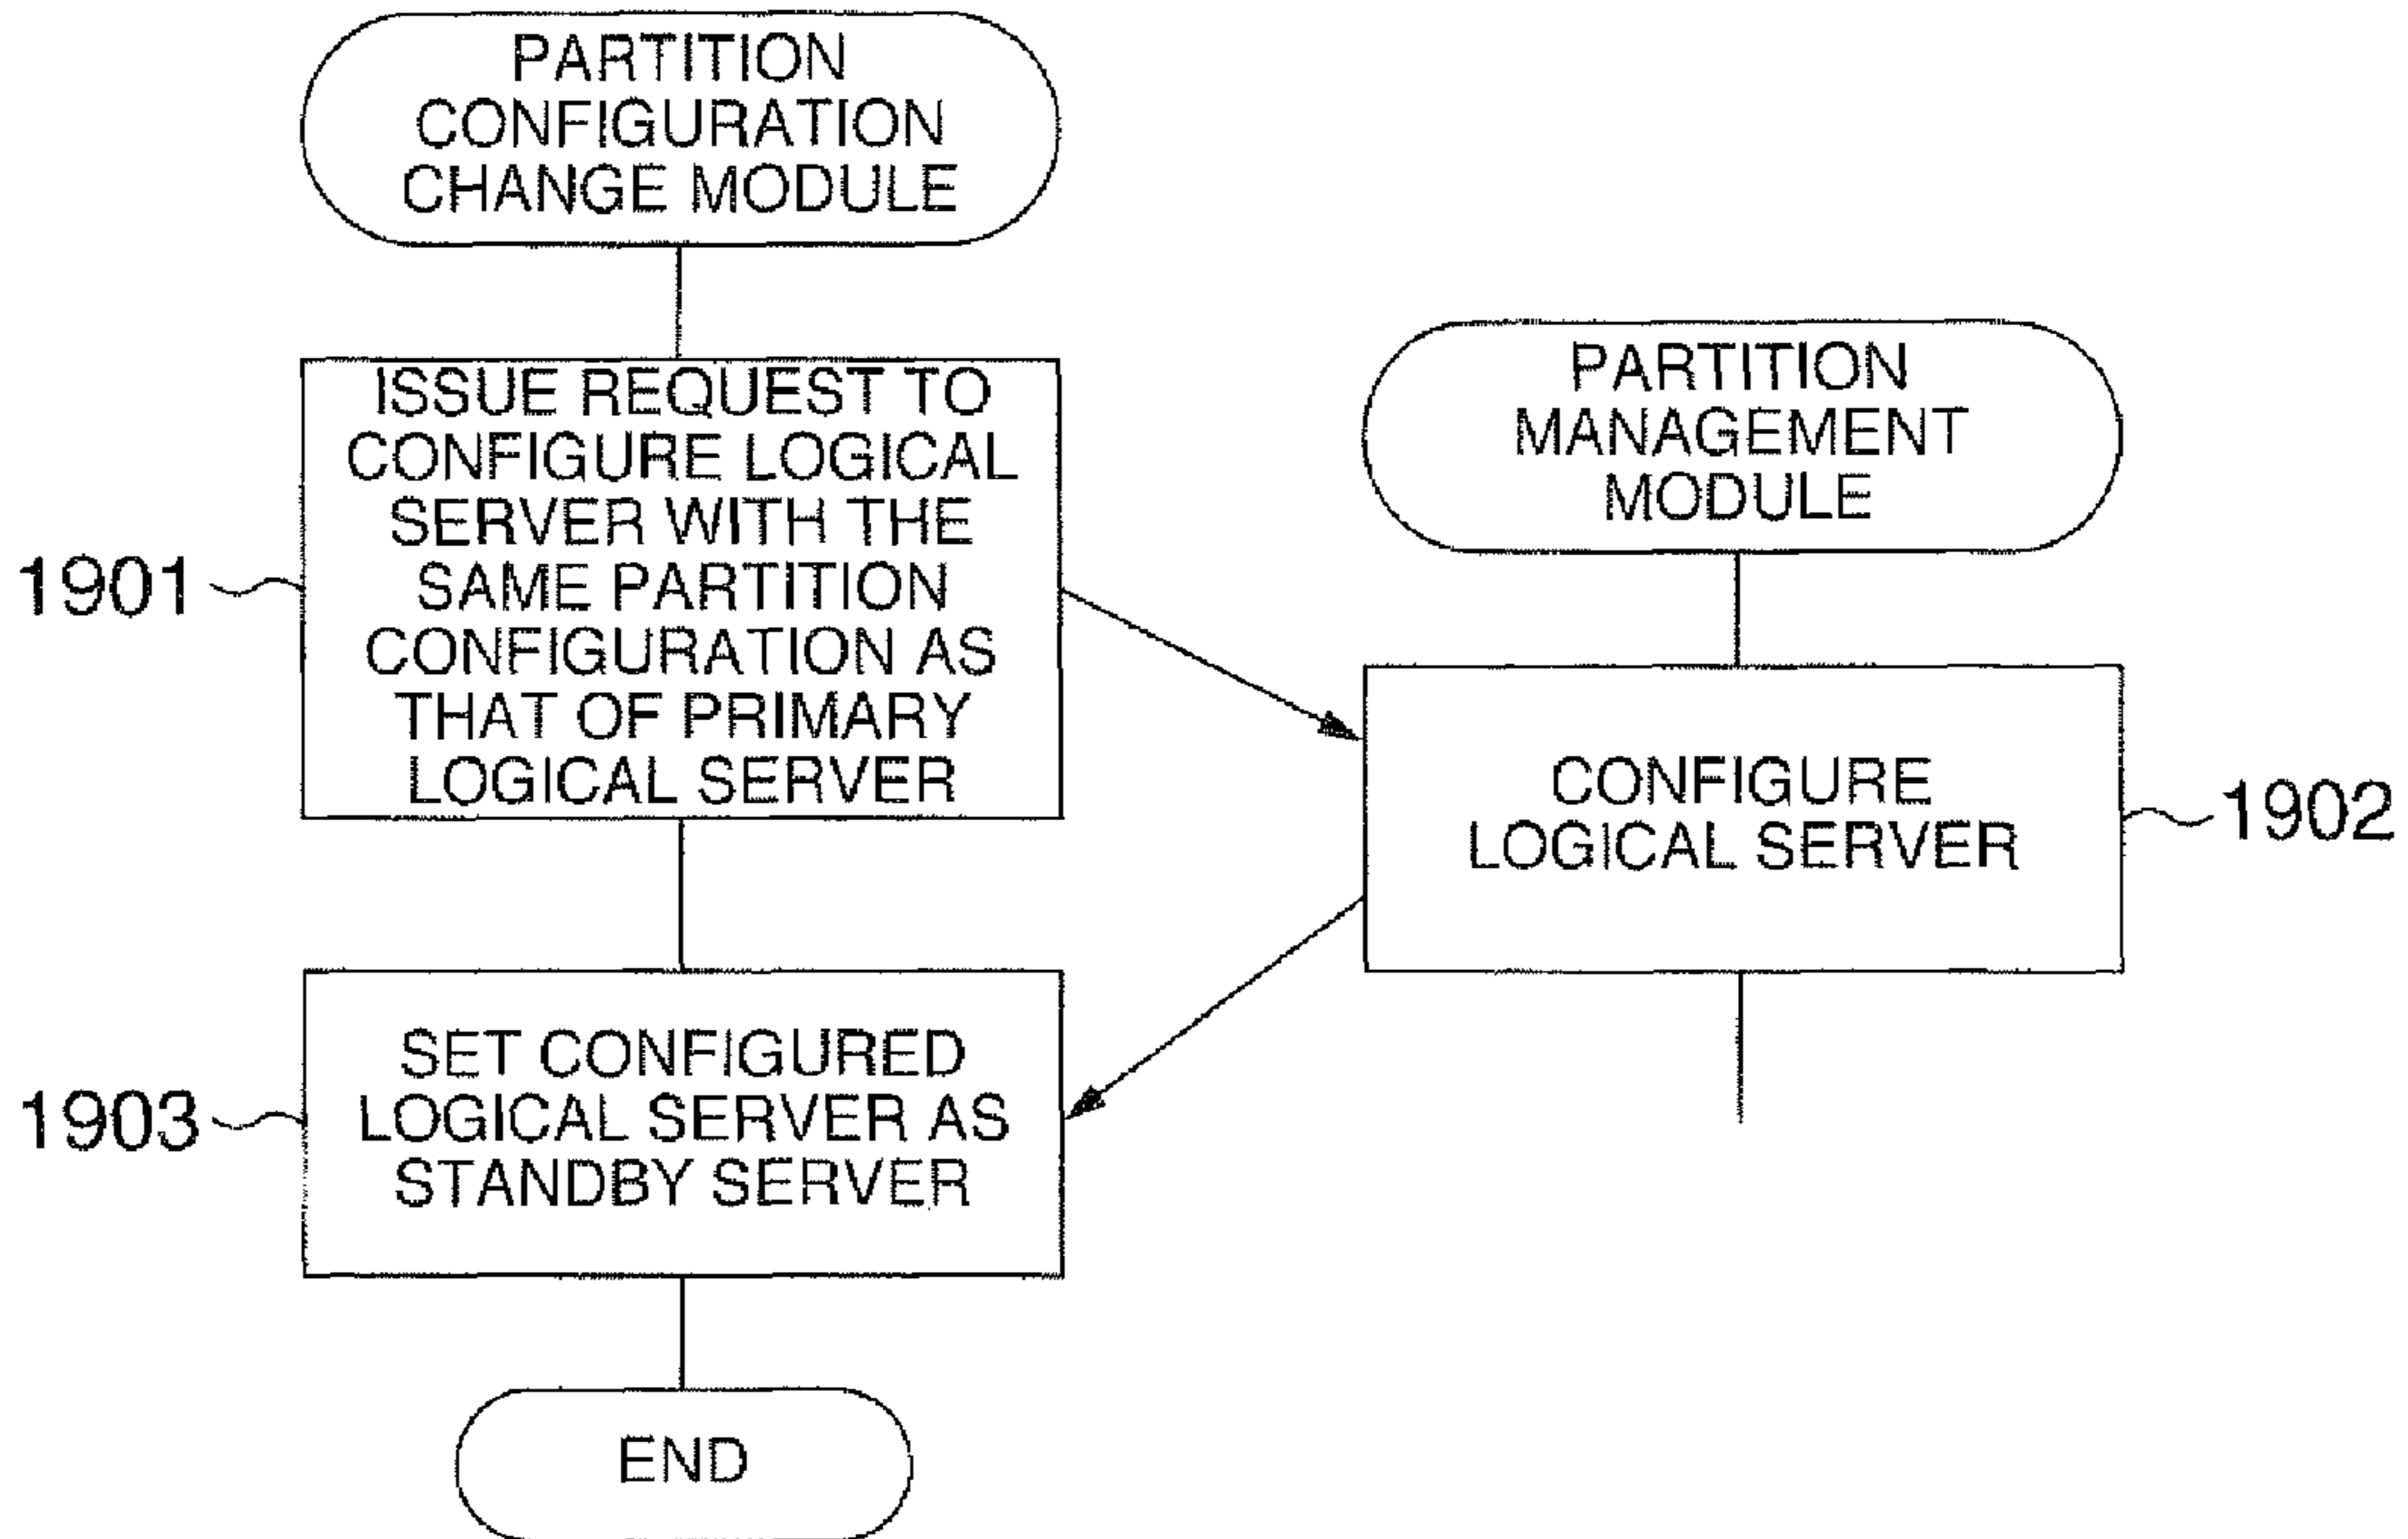 PARTITION
CONFIGURATION
CHANGE MODULE
ISSUE REQUEST TO
CONFIGURE LOGICAL
SERVER WITH THE
SAME PARTITION
CONFIGURATION AS
THAT OF PRIMARY
LOGICAL SERVER
1901
PARTITION
MANAGEMENT
MODULE
CONFIGURE
LOGICAL SERVER
1902
SET CONFIGURED
LOGICAL SERVER AS
STANDBY SERVER
1903
END